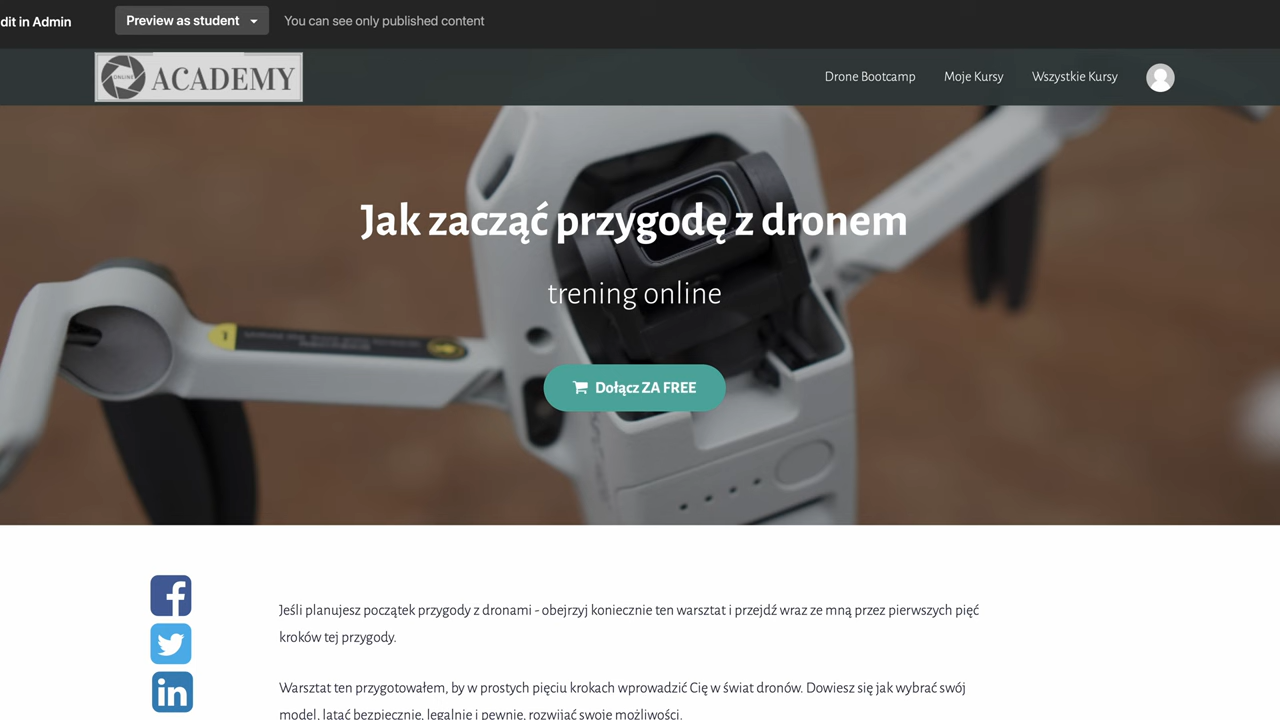 dit in Admin
Preview as student
You can see only published content
ONLINE
ACADEMY
Drone Bootcamp
Moje Kursy
Wszystkie Kursy
Jak zacząć przygodę z dronem
trening online
Dołącz ZA FREE
Jeśli planujesz początek przygody z dronami - obejrzyj koniecznie ten warsztat i przejdź wraz ze mną przez pierwszych pięć
kroków tej przygody.
Warsztat ten przygotowałem, by w prostych pięciu krokach wprowadzić Cię w świat dronów. Dowiesz się jak wybrać swój
model, latać bezpiecznie, legalnie i pewnie, rozwijać swoje możliwości.